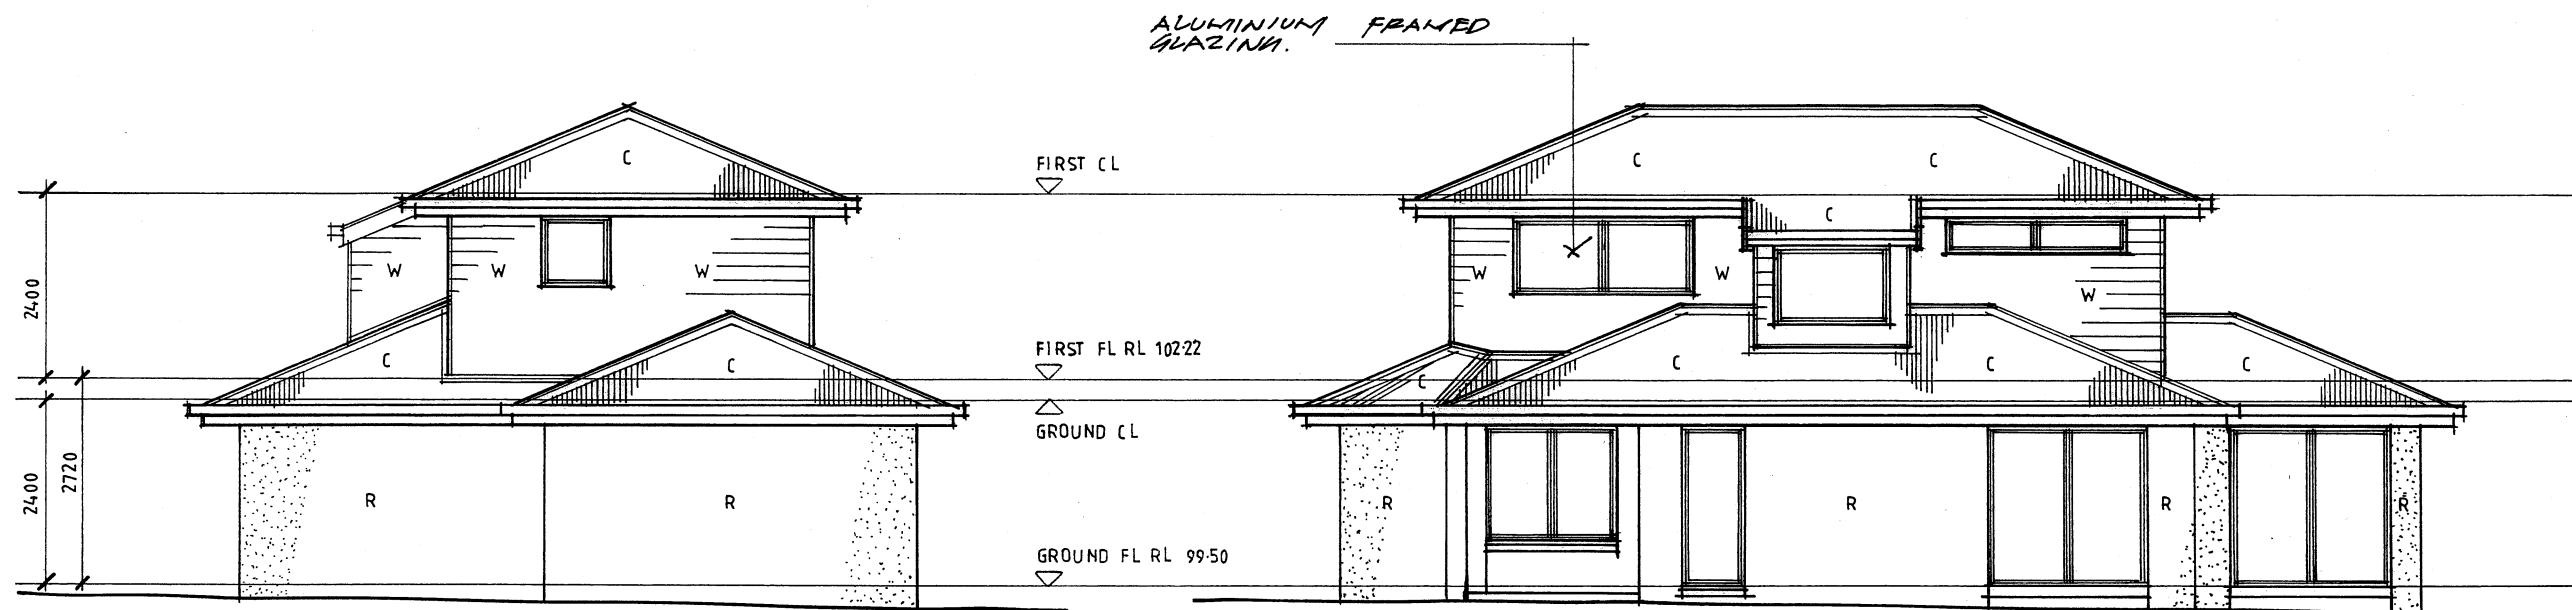 ALUMINIUM FRAMED
GLAZING.
FIRST CL
C
C
C
C
W
W
W
W
W
W
2400
FIRST FL RL 102·22
C
C
C
C
C
C
GROUND CL
2400
2720
R
R
R
R
R
R
GROUND FL RL 99·50